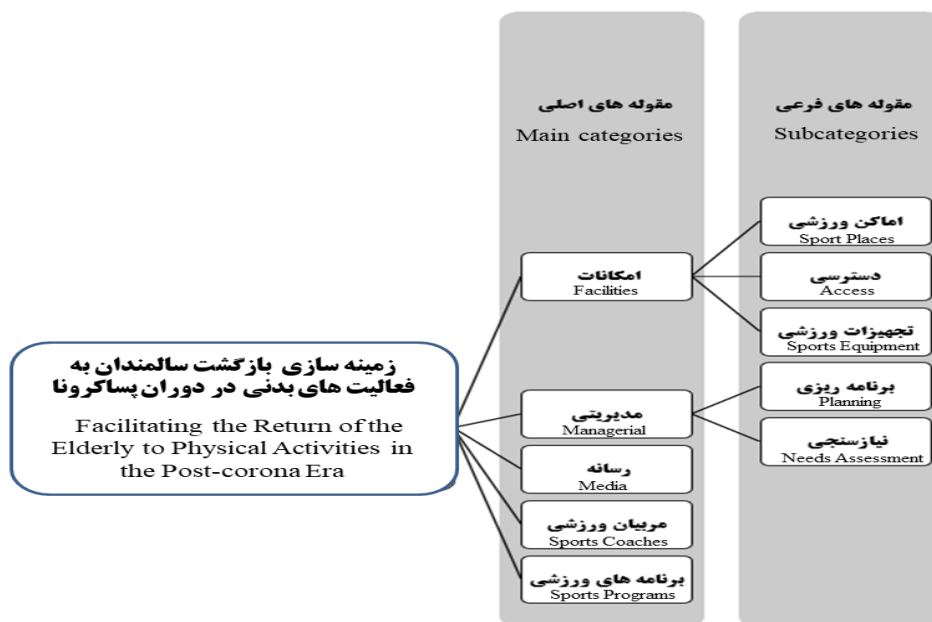 مقوله های اصلی
Main categories
مقوله های فرعی
Subcategories
زمینه سازی بازگشت سالمندان به
فعالیت های بدنی در دوران پساکرونا
Facilitating the Return of the
Elderly to Physical Activities in
the Post-corona Era
امکانات
Facilities
مدیریتی
Managerial
رسانه
Media
مربیان ورزشی
Sports Coaches
برنامه های ورزشی
Sports Programs
اماکن ورزشی
Sport Places
دسترسی
Access
تجهیزات ورزشی
Sports Equipment
برنامه ریزی
Planning
نیازسنجی
Needs Assessment